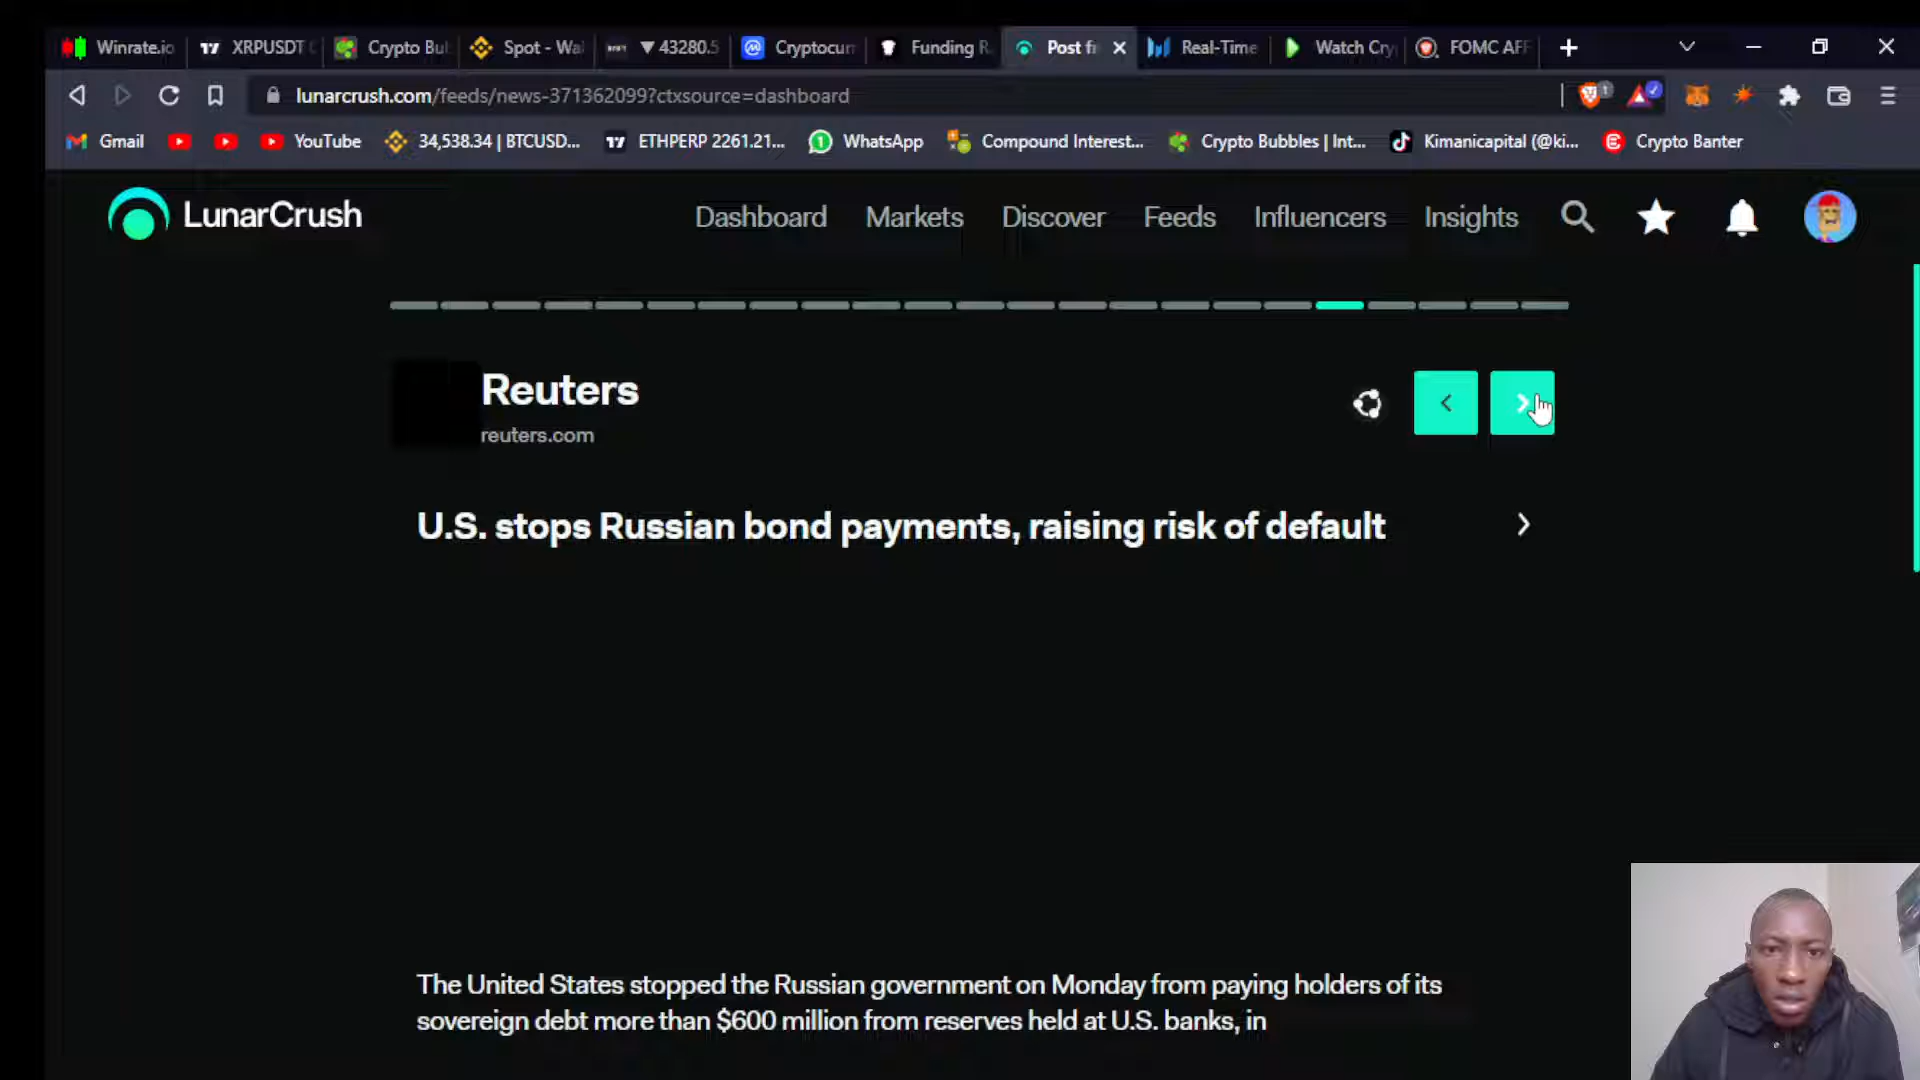 Winrate.io
XRPUSDT
Crypto Bu
Spot - Wa
▼43280.5
Cryptocur
Funding R
Post f
Real-Time
Watch Cry
FOMC AFF
lunarcrush.com/feeds/news-371362099?ctxsource=dashboard
1
Gmail
YouTube
34,538.34 | BTCUSD...
ETHPERP 2261.21...
WhatsApp
Compound Interest...
Crypto Bubbles | Int...
Kimanicapital (@ki...
Crypto Banter
LunarCrush
Dashboard
Markets
Discover
Feeds
Influencers
Insights
Reuters
reuters.com
U.S. stops Russian bond payments, raising risk of default
The United States stopped the Russian government on Monday from paying holders of its
sovereign debt more than $600 million from reserves held at U.S. banks, in